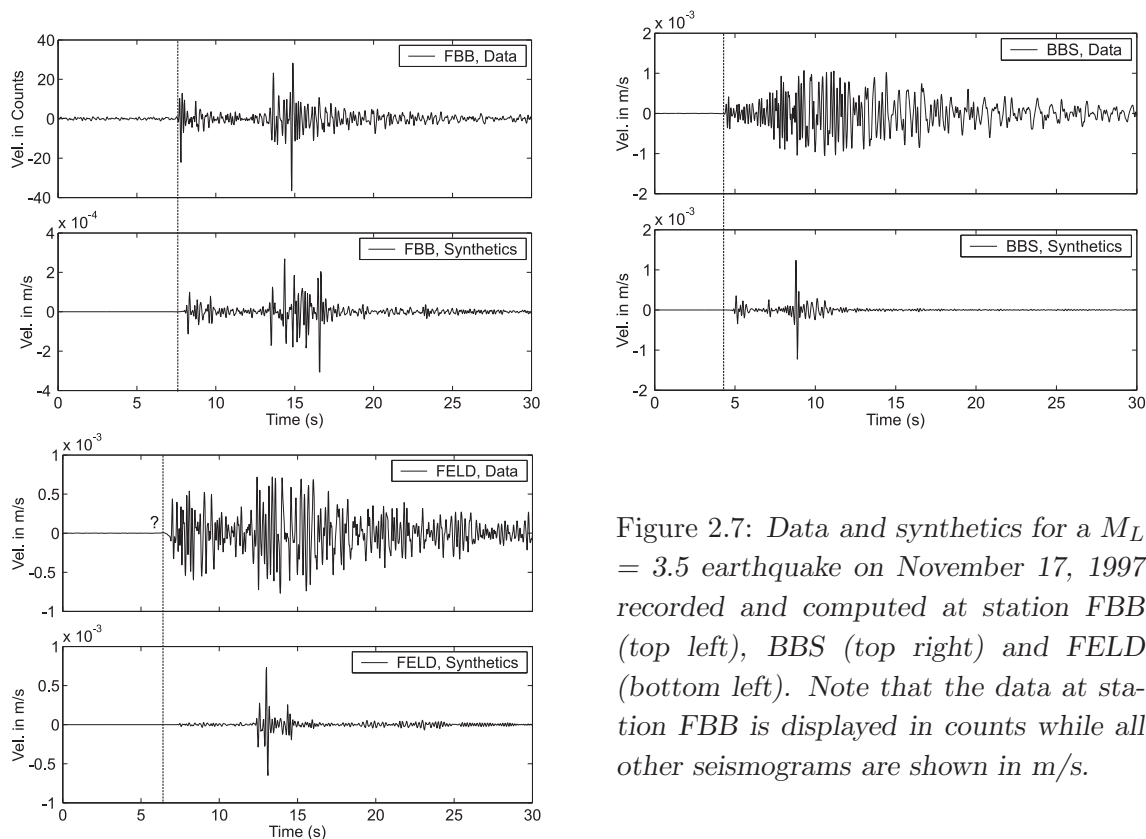 40
20
0
-20
-40
Vel. in Counts
FBB, Data
x 10-4
4
2
0
-2
-4
Vel. in m/s
FBB, Synthetics
0 5 10 15 20 25 30
Time (s)
x 10-3
2
1
0
-1
-2
Vel. in m/s
BBS, Data
x 10-3
2
1
0
-1
-2
Vel. in m/s
BBS, Synthetics
0 5 10 15 20 25 30
Time (s)
x 10-3
1
0.5
0
-0.5
-1
Vel. in m/s
?
FELD, Data
x 10-3
1
0.5
0
-0.5
-1
Vel. in m/s
FELD, Synthetics
0 5 10 15 20 25 30
Time (s)
Figure 2.7: Data and synthetics for a ML
= 3.5 earthquake on November 17, 1997
recorded and computed at station FBB
(top left), BBS (top right) and FELD
(bottom left). Note that the data at sta-
tion FBB is displayed in counts while all
other seismograms are shown in m/s.